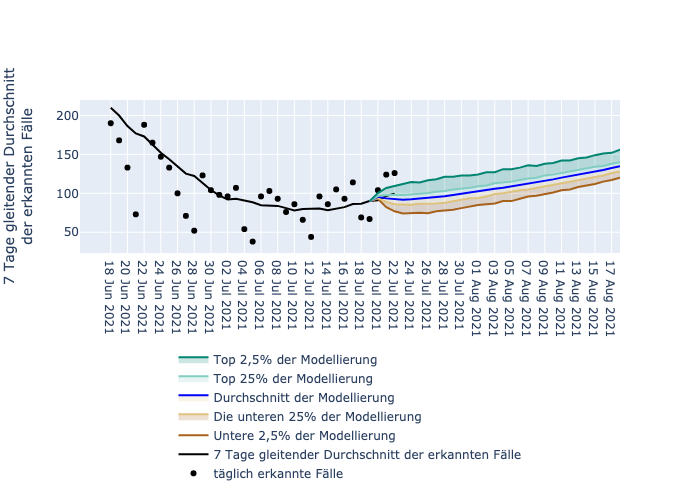 7 Tage gleitender Durchschnitt
der erkannten Fälle
200
150
100
50
18 Jun 2021
20 Jun 2021
22 Jun 2021
24 Jun 2021
26 Jun 2021
28 Jun 2021
30 Jun 2021
02 Jul 2021
04 Jul 2021
06 Jul 2021
08 Jul 2021
10 Jul 2021
12 Jul 2021
14 Jul 2021
16 Jul 2021
18 Jul 2021
20 Jul 2021
22 Jul 2021
24 Jul 2021
26 Jul 2021
28 Jul 2021
30 Jul 2021
01 Aug 2021
03 Aug 2021
05 Aug 2021
07 Aug 2021
09 Aug 2021
11 Aug 2021
13 Aug 2021
15 Aug 2021
17 Aug 2021
Top 2,5% der Modellierung
Top 25% der Modellierung
Durchschnitt der Modellierung
Die unteren 25% der Modellierung
Untere 2,5% der Modellierung
7 Tage gleitender Durchschnitt der erkannten Fälle
täglich erkannte Fälle